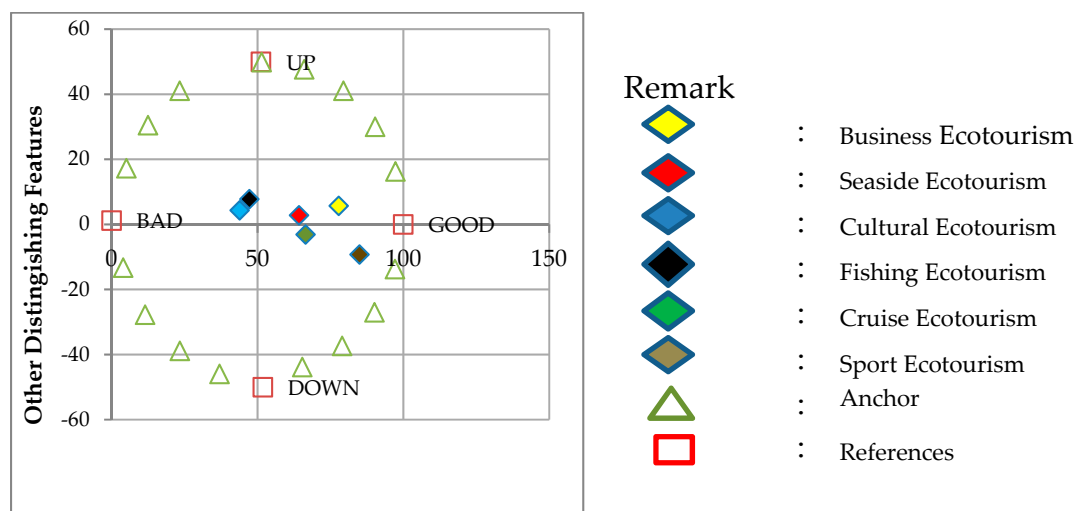 Other Distingishing Features
60
40
20
0
-20
-40
-60
0
50
100
150
UP
BAD
GOOD
DOWN
Remark
: Business Ecotourism
: Seaside Ecotourism
: Cultural Ecotourism
: Fishing Ecotourism
: Cruise Ecotourism
: Sport Ecotourism
: Anchor
: References